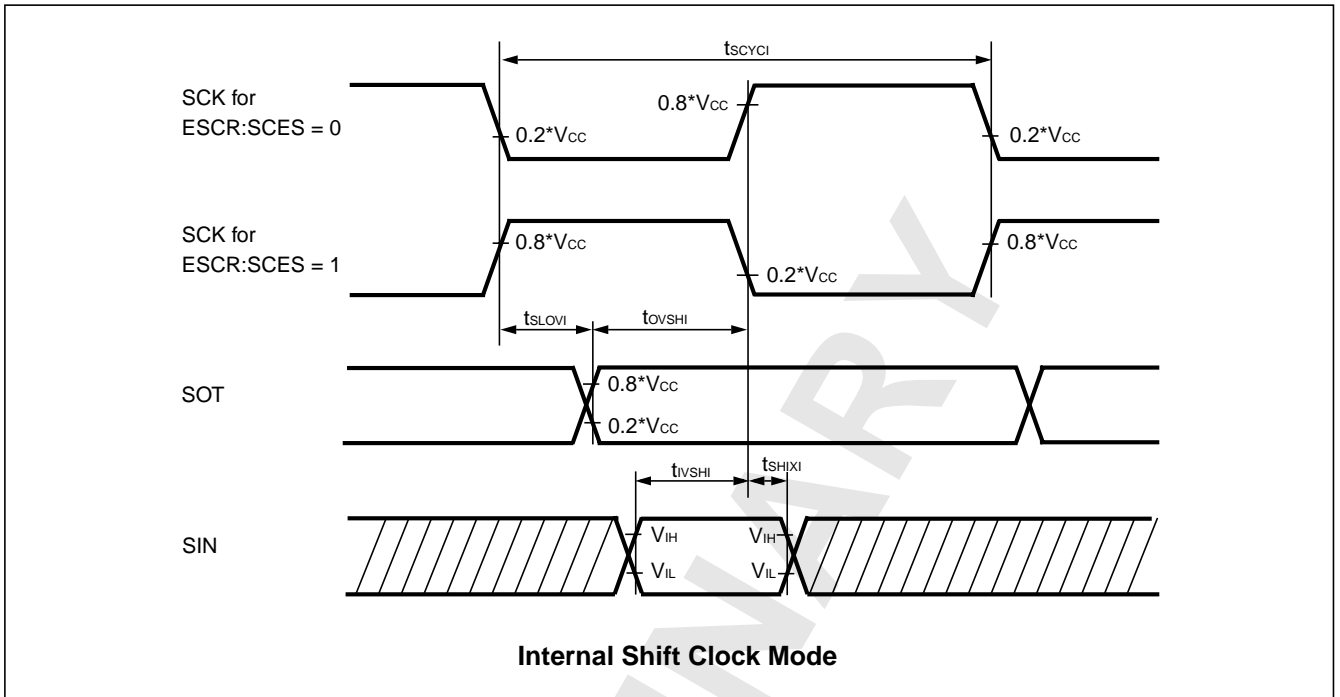 tSCYCI
SCK for
ESCR:SCES = 0
0.8*VCC
0.2*VCC
0.2*VCC
SCK for
ESCR:SCES = 1
0.8*VCC
0.8*VCC
0.2*VCC
tSLOVI
tOVSHI
SOT
0.8*VCC
0.2*VCC
tIVSHI
tSHIXI
SIN
VIH
VIH
VIL
VIL
Internal Shift Clock Mode
NARY